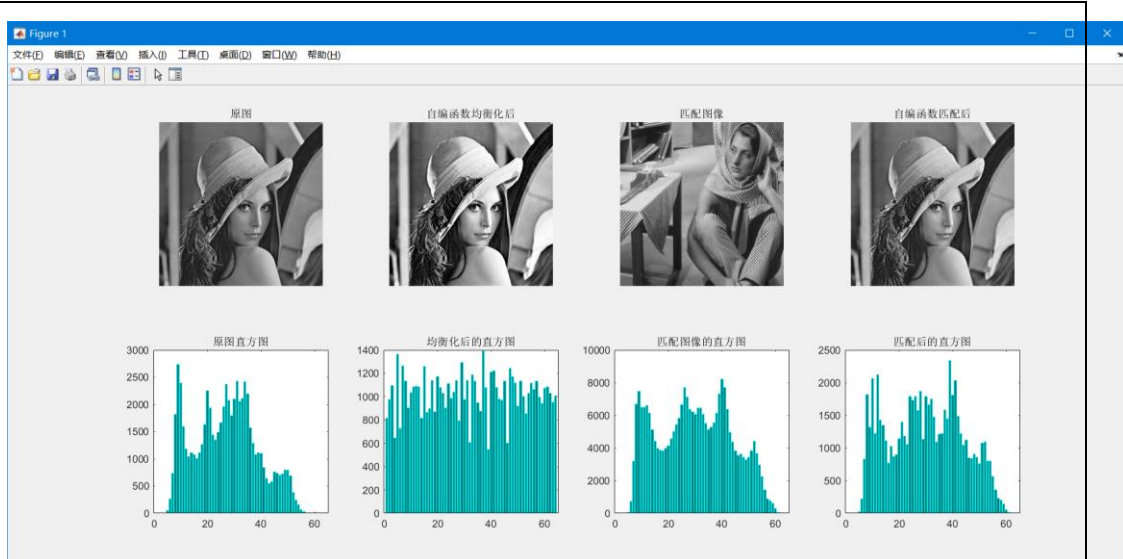 Figure 1
文件(F) 编辑(E) 查看(V) 插入(I) 工具(T) 桌面(D) 窗口(W) 帮助(H)
原图 自编函数均衡化后 匹配图像 自编函数匹配后
原图直方图 均衡化后的直方图 匹配图像的直方图 匹配后的直方图
3000 1400 10000 2500
2500 1200 8000 2000
2000 1000 6000 1500
1500 800 4000 1000
1000 600 2000 500
500 400 0 0
0 200
0
0 20 40 60 0 20 40 60 0 20 40 60 0 20 40 60